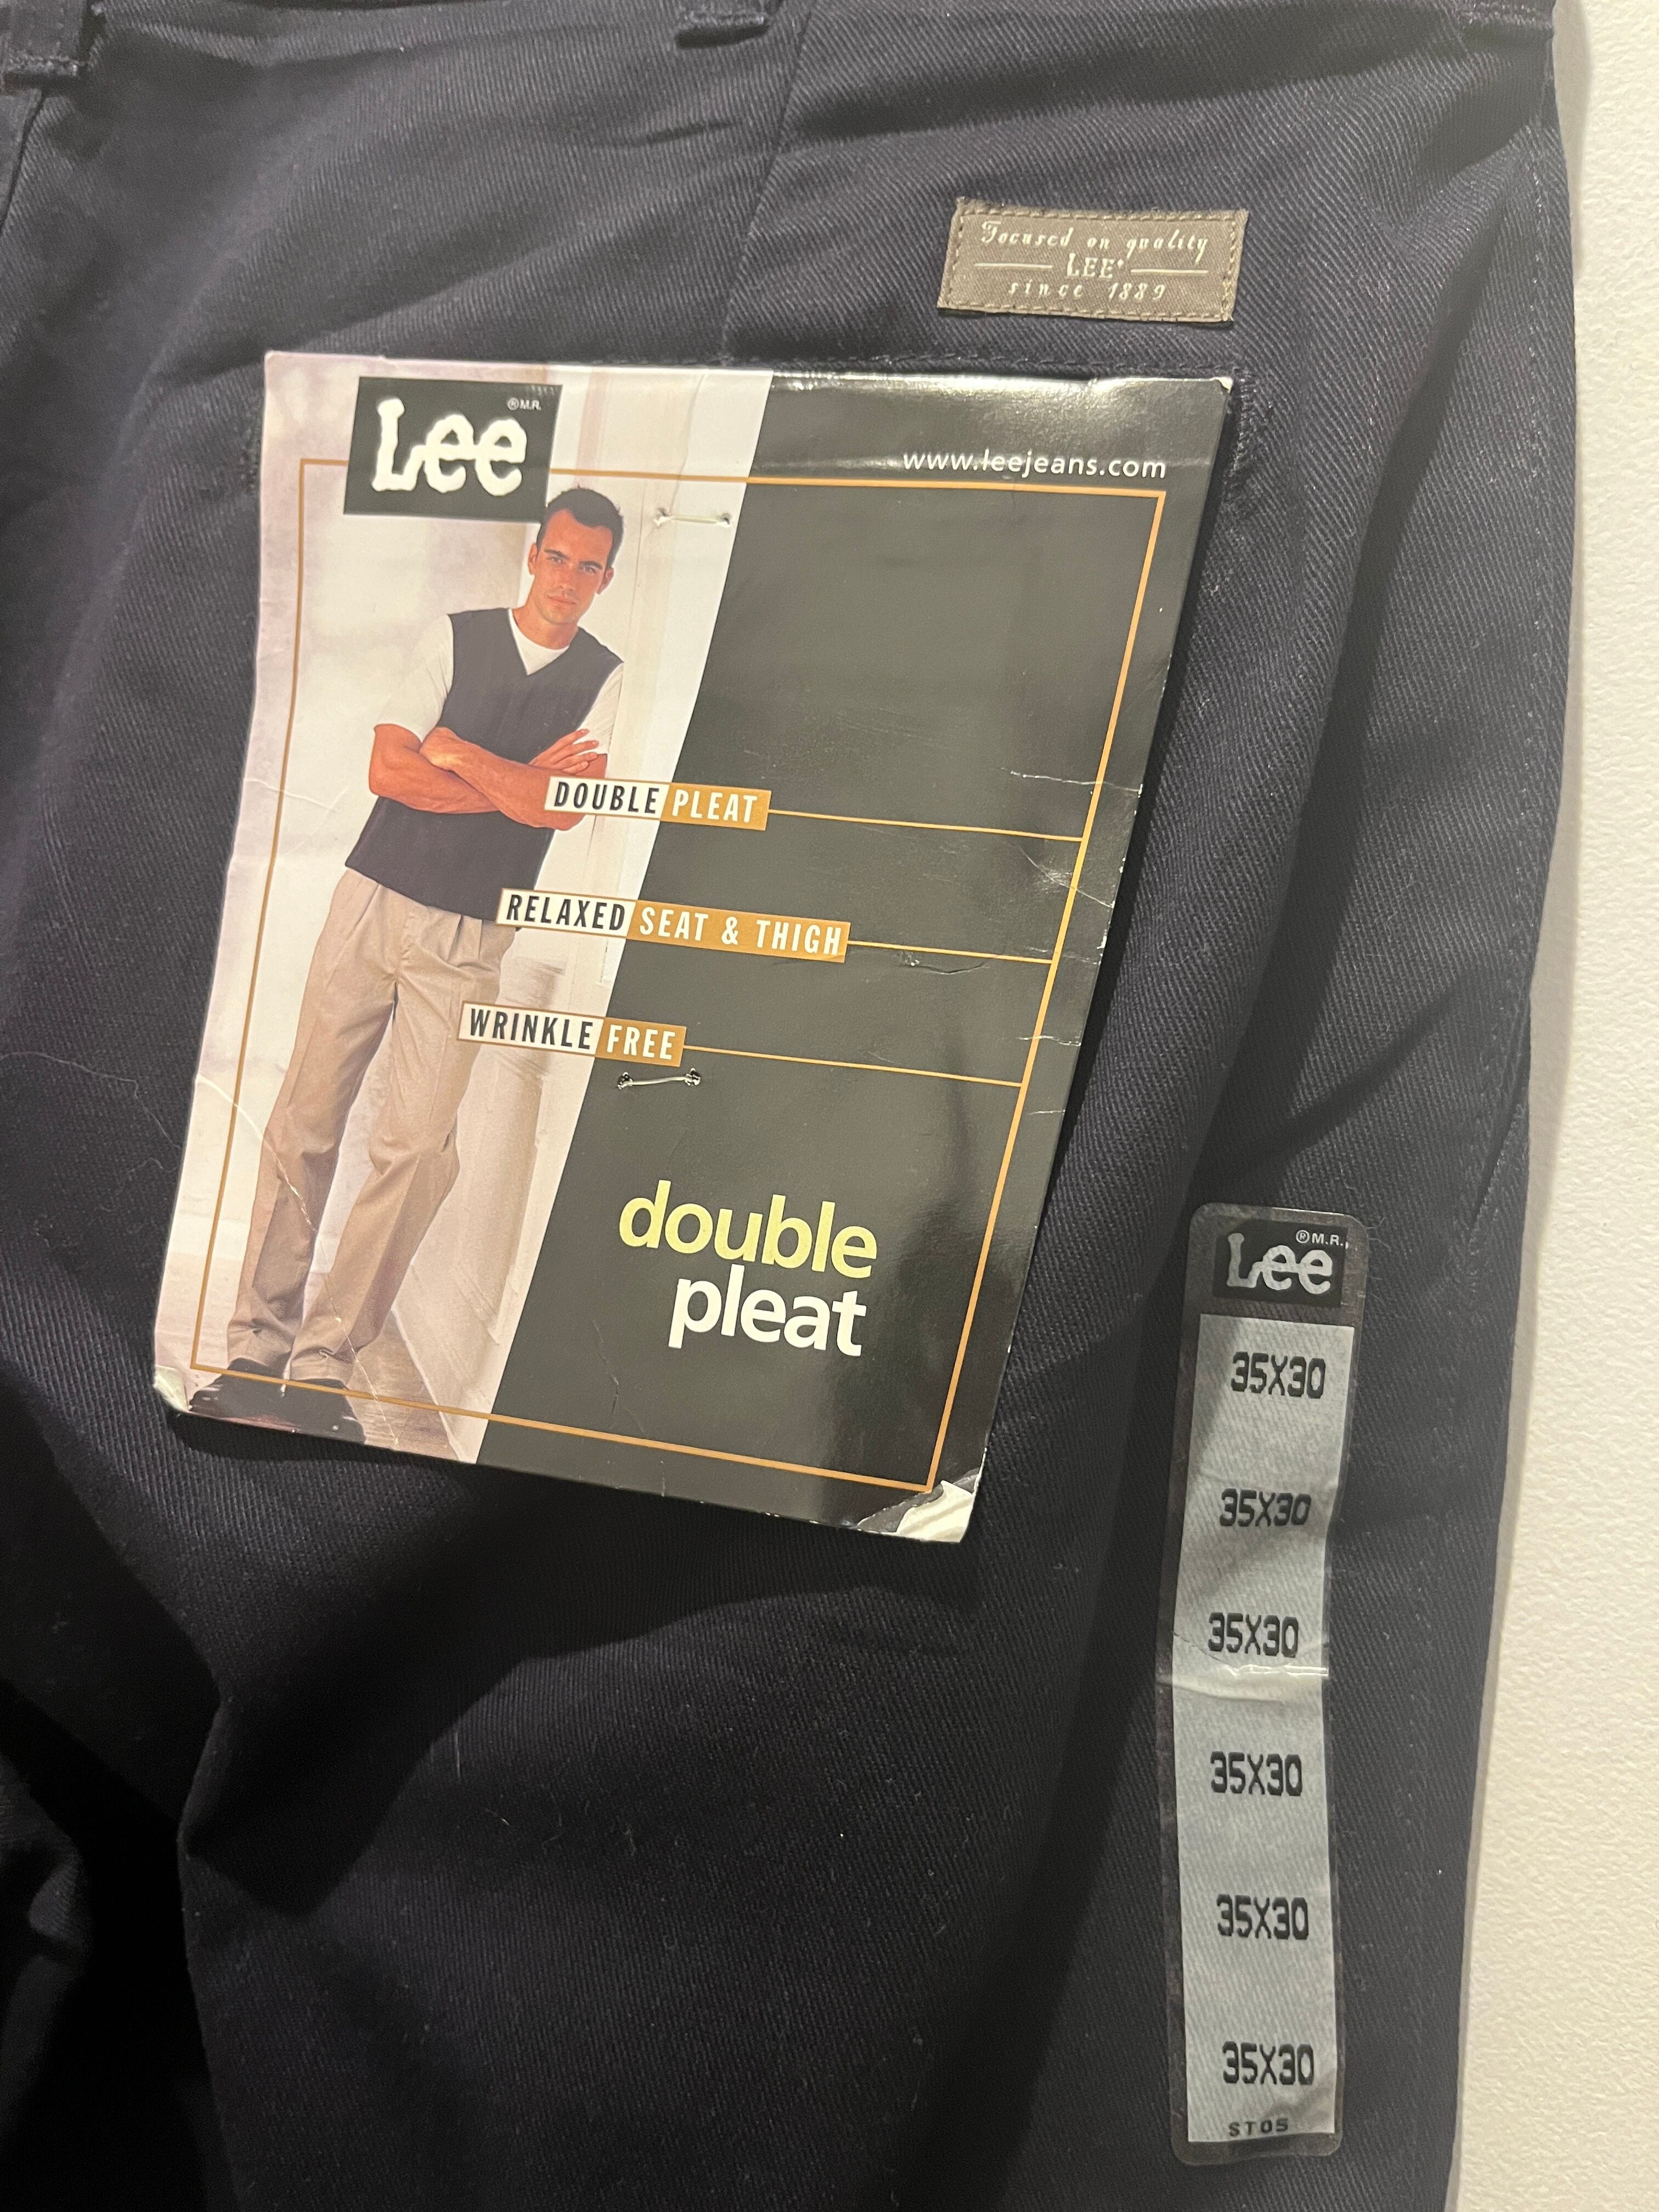 Focused on quality
LEE®
since 1889
Lee
®M.R.
www.leejeans.com
DOUBLE PLEAT
RELAXED SEAT & THIGH
WRINKLE FREE
double
pleat
Lee
®M.R.
35X30
35X30
35X30
35X30
35X30
35X30
ST05